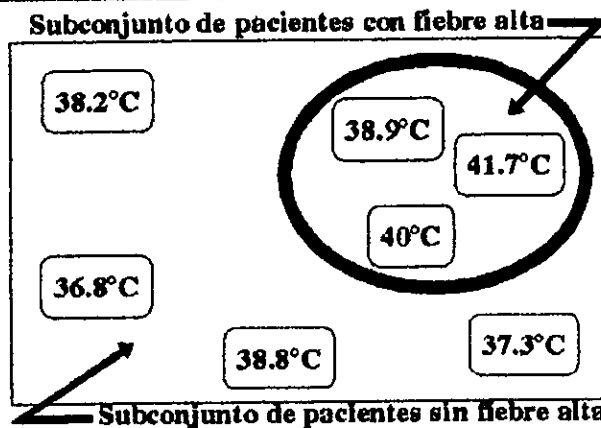 Subconjunto de pacientes con fiebre alta
38.2°C
38.9°C
41.7°C
40°C
36.8°C
38.8°C
37.3°C
Subconjunto de pacientes sin fiebre alta